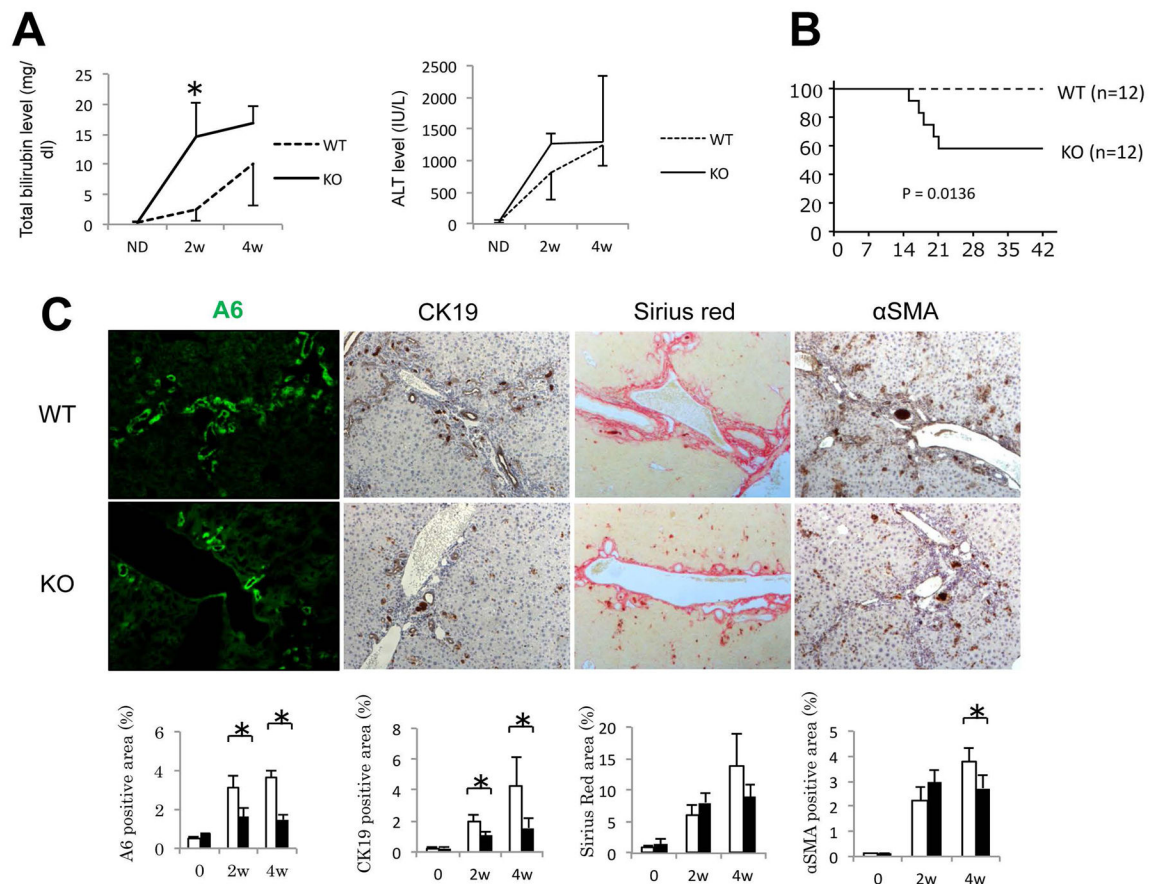 A
Total bilirubin level (mg/
dl)
25
20
15
10
5
0
*
ND 2w 4w
WT
KO
ALT level (IU/L)
2500
2000
1500
1000
500
0
ND 2w 4w
WT
KO
B
100
80
60
40
20
0
WT (n=12)
KO (n=12)
P = 0.0136
0 7 14 21 28 35 42
C
A6 CK19 Sirius red αSMA
WT
KO
A6 positive area (%)
6
4
2
0
* *
0 2w 4w
CK19 positive area (%)
8
6
4
2
0
* *
0 2w 4w
Sirius Red area (%)
20
15
10
5
0
0 2w 4w
αSMA positive area (%)
5
4
3
2
1
0
*
0 2w 4w